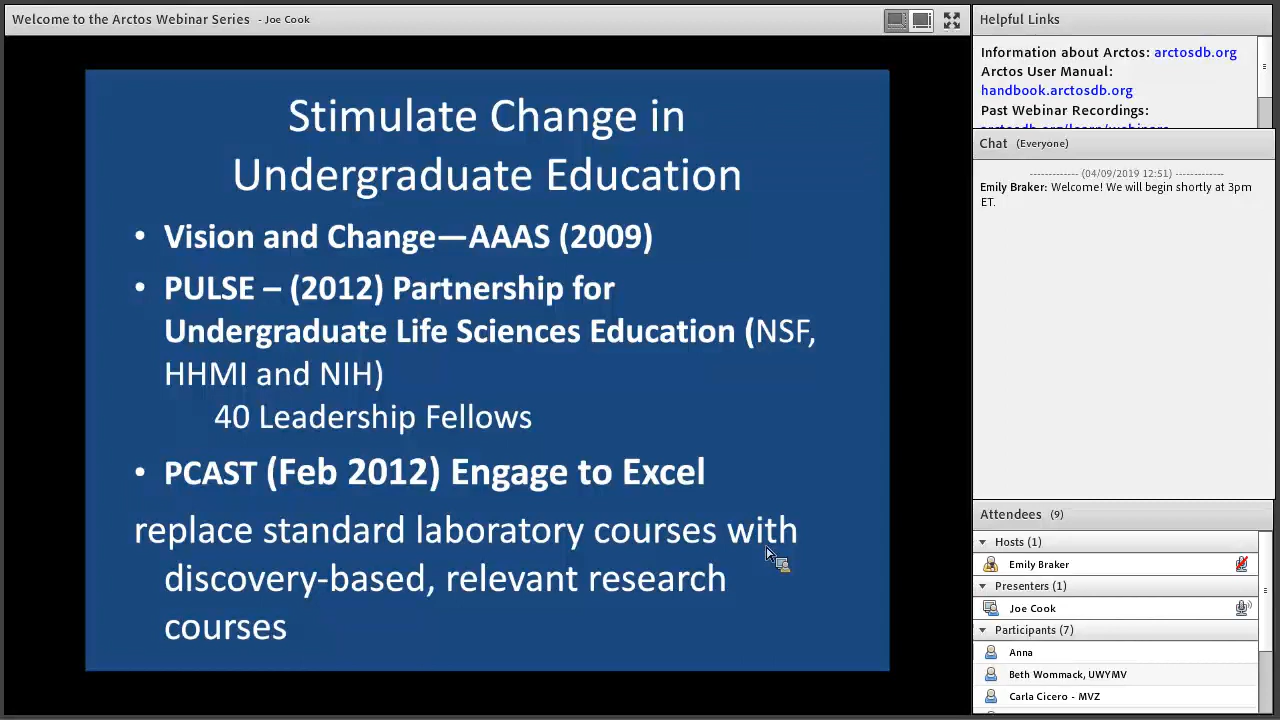 Welcome to the Arctos Webinar Series - Joe Cook
Stimulate Change in
Undergraduate Education
• Vision and Change—AAAS (2009)
• PULSE – (2012) Partnership for
Undergraduate Life Sciences Education (NSF,
HHMI and NIH)
40 Leadership Fellows
• PCAST (Feb 2012) Engage to Excel
replace standard laboratory courses with
discovery-based, relevant research
courses
Helpful Links
Information about Arctos: arctosdb.org
Arctos User Manual:
handbook.arctosdb.org
Past Webinar Recordings:
arctosdb.org/learn/webinars
Chat (Everyone)
------------ (04/09/2019 12:51) ------------
Emily Braker: Welcome! We will begin shortly at 3pm
ET.
Attendees (9)
Hosts (1)
Emily Braker
Presenters (1)
Joe Cook
Participants (7)
Anna
Beth Wommack, UWYMV
Carla Cicero - MVZ